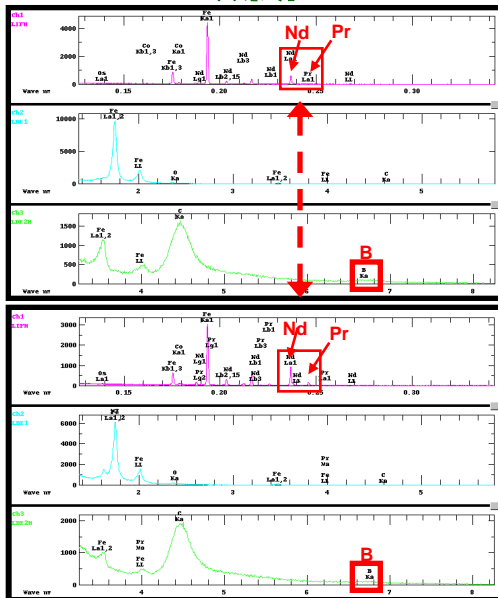 Ch1
LIFH
4000
2000
0
Fe
Ka1
Co Co
Kb1,3 Ka1
Fe
Kb1,3
Os
La1
Nd
Lg1
Nd
Lb2,15
Nd
Lb3
Nd
Lb1
Nd
La1
Pr
La1
Nd
Ll
Nd
Pr
0.15 0.20 0.25 0.30
Wave nm
Ch2
10000
5000
0
Fe
La1,2
Fe
Ll
O
Ka
Fe
La1,2
Fe
Ll
C
Ka
2 3 4 5
Wave nm
Ch3
1500
1000
500
0
Fe
La1,2
Fe
Ll
C
Ka
B
B
Ka
4 5 6 7 8
Wave nm
Ch1
LIFH
3000
2000
1000
0
Fe
Ka1
Co
Ka1
Fe
Kb1,3
Os
La1
Nd
Lg1
Pr
Lg2
Pr
Lg1
Nd
Lb2,15
Pr
Lb1
Pr
Lb3
Nd
Lb3
Nd
La1
Nd
Pr
Nd
Ll
Pr
La1
Nd
Ll
0.15 0.20 0.25 0.30
Wave nm
Ch2
6000
4000
2000
0
La1,2
Fe
Ll
O
Ka
Fe
La1,2
Pr
Ma
Fe
Ll
C
Ka
2 3 4 5
Wave nm
Ch3
2000
1000
0
Fe
La1,2
Pr
Ma
Fe
Ll
C
Ka
B
B
Ka
4 5 6 7 8
Wave nm